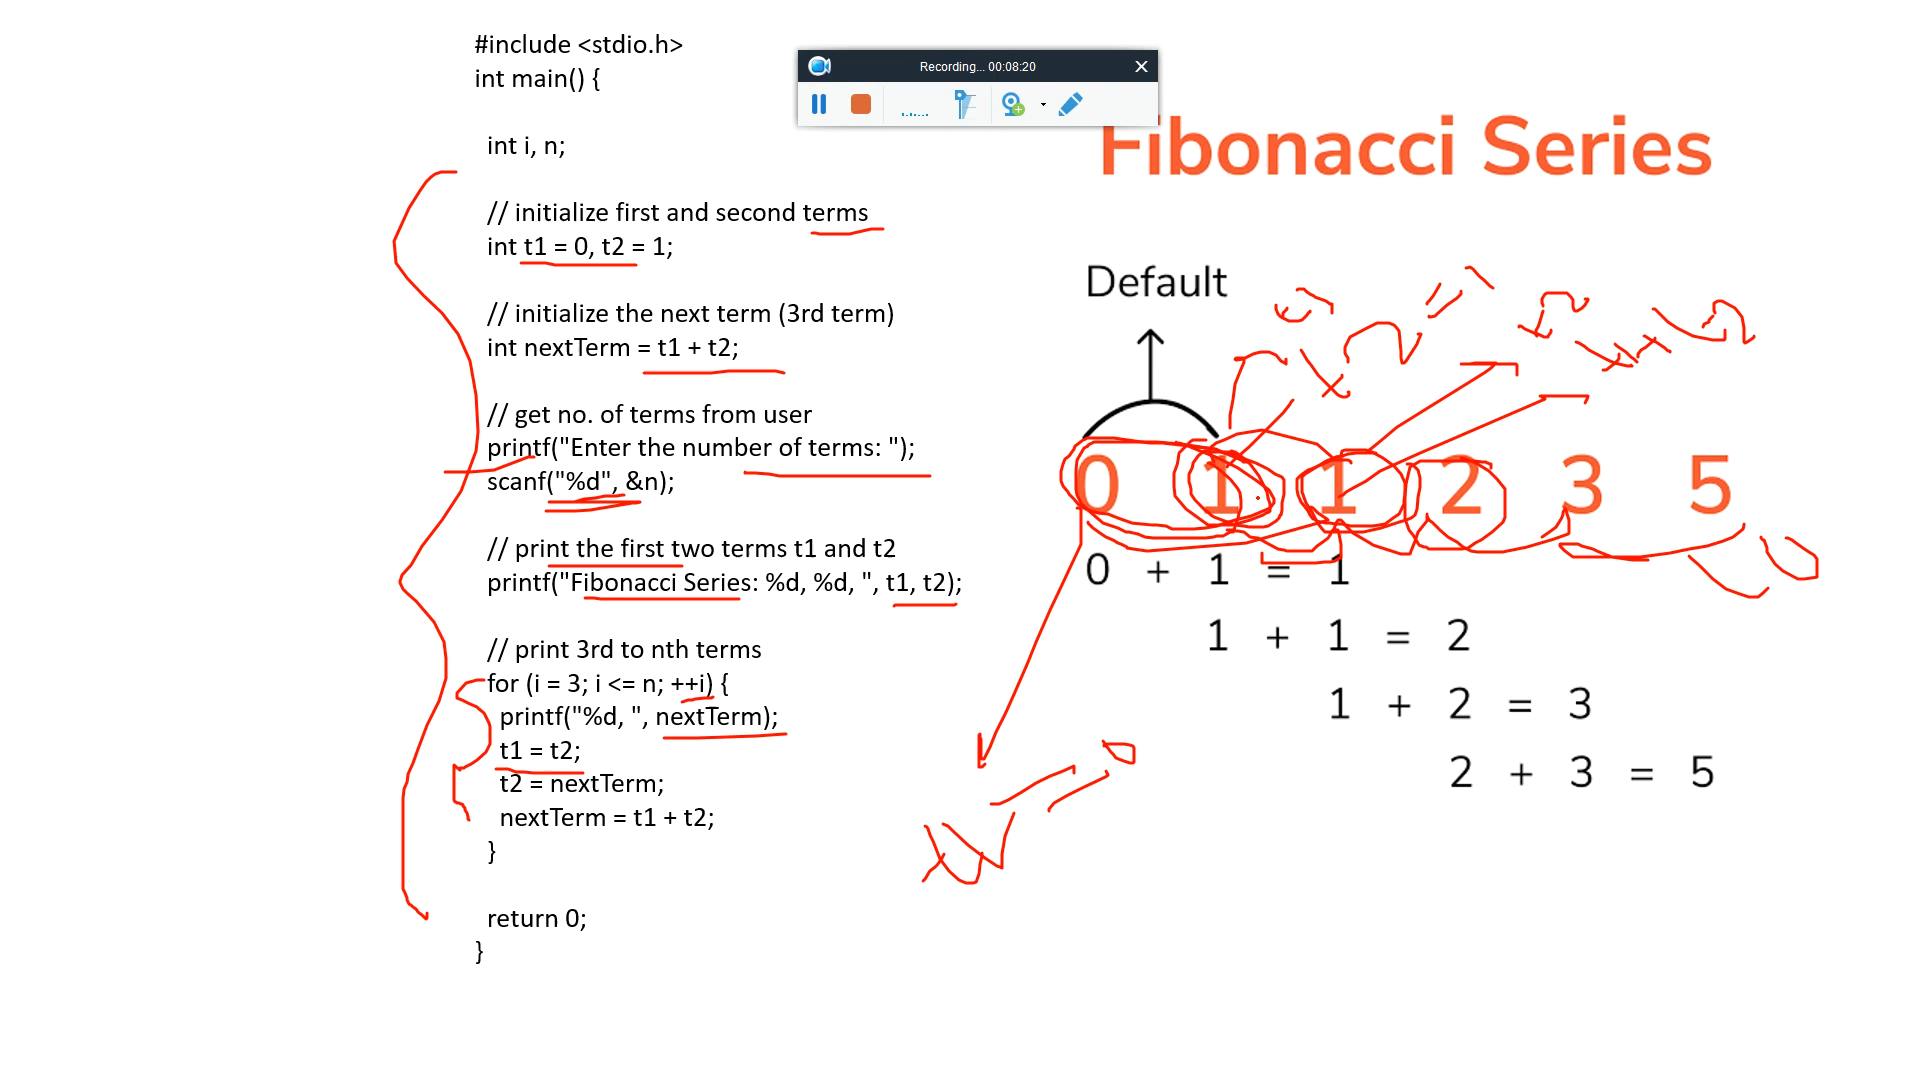 #include <stdio.h>
int main() {
int i, n;
// initialize first and second terms
int t1 = 0, t2 = 1;
// initialize the next term (3rd term)
int nextTerm = t1 + t2;
// get no. of terms from user
printf("Enter the number of terms: ");
scanf("%d", &n);
// print the first two terms t1 and t2
printf("Fibonacci Series: %d, %d, ", t1, t2);
// print 3rd to nth terms
for (i = 3; i <= n; ++i) {
printf("%d, ", nextTerm);
t1 = t2;
t2 = nextTerm;
nextTerm = t1 + t2;
}
return 0;
}
Recording... 00:08:20
Fibonacci Series
Default
0 1 1 2 3 5
0 + 1 = 1
1 + 1 = 2
1 + 2 = 3
2 + 3 = 5